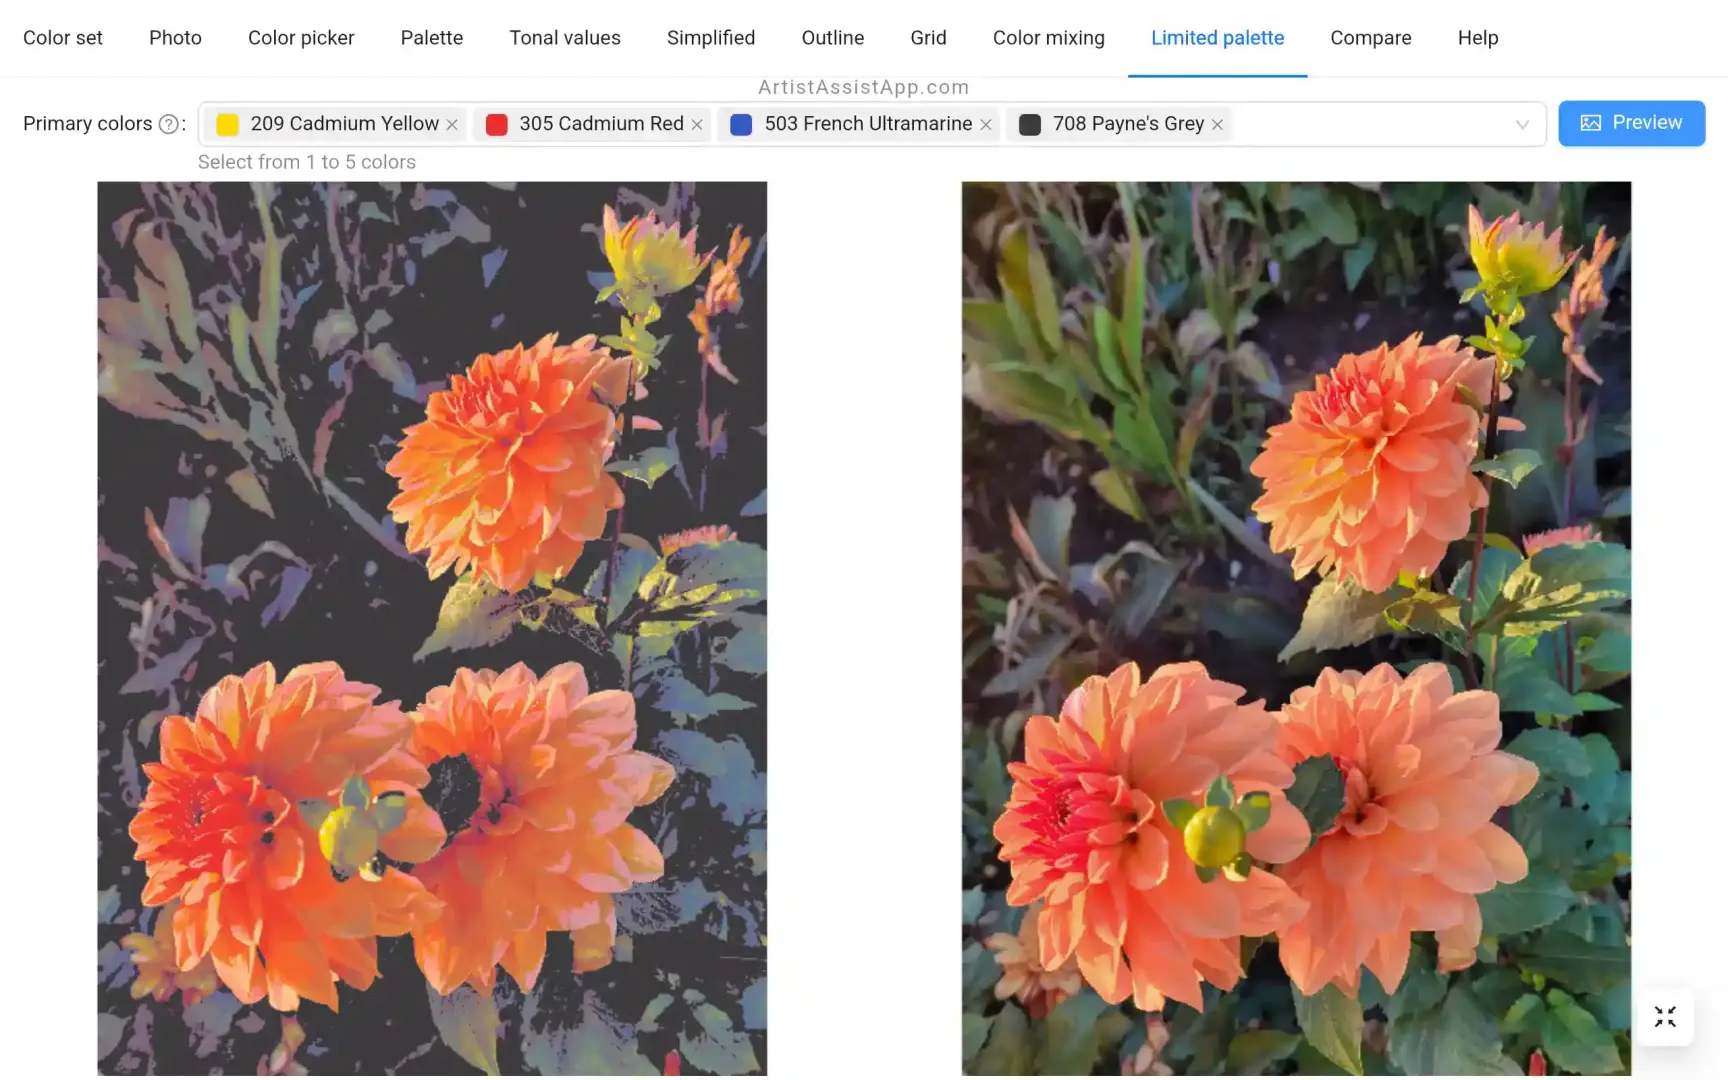 Color set Photo Color picker Palette Tonal values Simplified Outline Grid Color mixing Limited palette Compare Help
ArtistAssistApp.com
Primary colors ? : 209 Cadmium Yellow × 305 Cadmium Red × 503 French Ultramarine × 708 Payne's Grey × Preview
Select from 1 to 5 colors